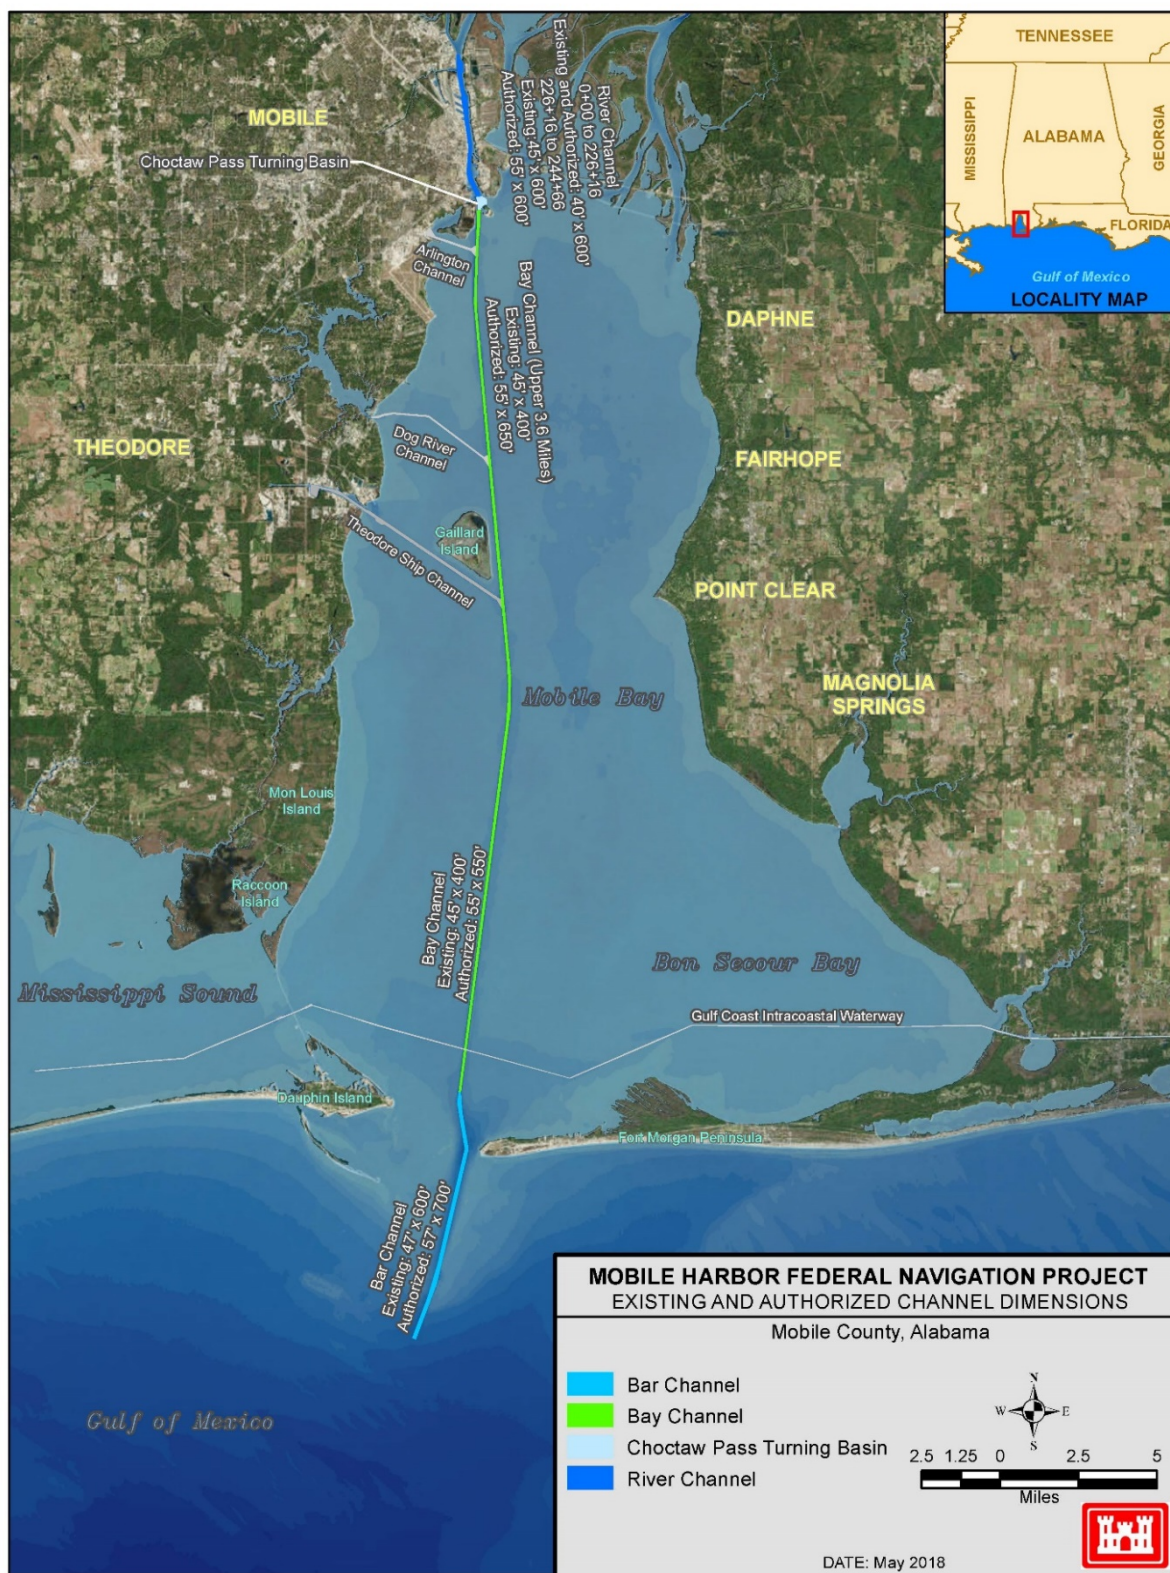 TENNESSEE
MISSISSIPPI
ALABAMA
GEORGIA
FLORIDA
Gulf of Mexico
LOCALITY MAP
River Channel
0+00 to 226+16
Existing and Authorized: 40' x 600'
226+16 to 244+66
Existing:45' x 600'
Authorized: 55' x 600'
MOBILE
Choctaw Pass Turning Basin
Arlington
Channel
Bay Channel (Upper 3.6 Miles)
Existing: 45' x 400'
Authorized: 55' x 650'
DAPHNE
THEODORE
Dog River
Channel
FAIRHOPE
Gaillard
Island
Theodore Ship Channel
POINT CLEAR
MAGNOLIA
SPRINGS
Mobile Bay
Mon Louis
Island
Raccoon
Island
Bay Channel
Existing: 45' x 400'
Authorized: 55' x 550'
Bon Secour Bay
Mississippi Sound
Gulf Coast Intracoastal Waterway
Dauphin Island
Fort Morgan Peninsula
Bar Channel
Existing: 47' x 600'
Authorized: 57' x 700'
Gulf of Mexico
MOBILE HARBOR FEDERAL NAVIGATION PROJECT
EXISTING AND AUTHORIZED CHANNEL DIMENSIONS
Mobile County, Alabama
Bar Channel
Bay Channel
Choctaw Pass Turning Basin
River Channel
N
W E
S
2.5 1.25 0 2.5 5
Miles
DATE: May 2018